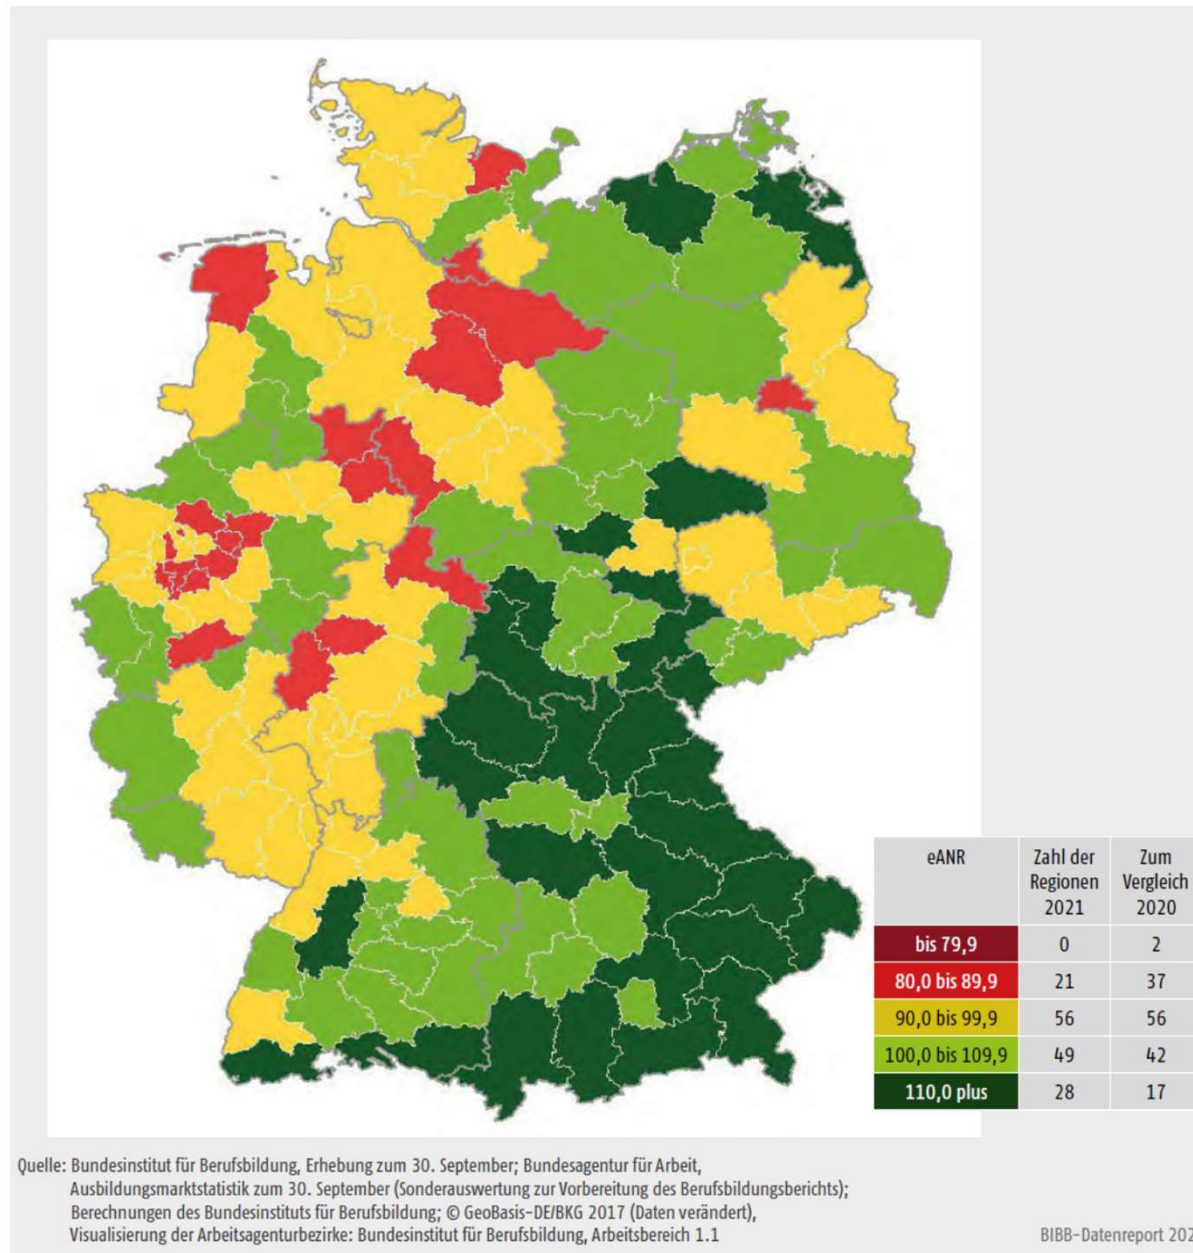 eANR
Zahl der
Regionen
2021
Zum
Vergleich
2020
bis 79,9 0 2
80,0 bis 89,9 21 37
90,0 bis 99,9 56 56
100,0 bis 109,9 49 42
110,0 plus 28 17
Quelle: Bundesinstitut für Berufsbildung, Erhebung zum 30. September; Bundesagentur für Arbeit,
Ausbildungsmarktstatistik zum 30. September (Sonderauswertung zur Vorbereitung des Berufsbildungsberichts);
Berechnungen des Bundesinstituts für Berufsbildung; © GeoBasis-DE/BKG 2017 (Daten verändert),
Visualisierung der Arbeitsagenturbezirke: Bundesinstitut für Berufsbildung, Arbeitsbereich 1.1
BIBB-Datenreport 202